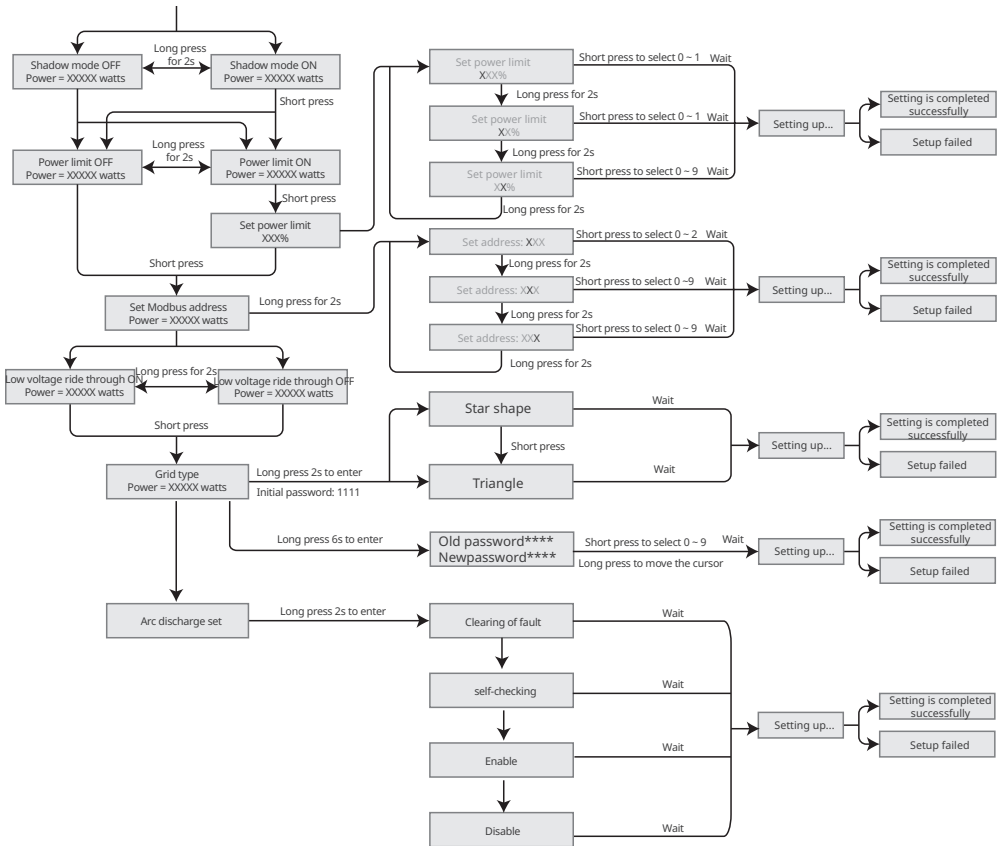 Shadow mode OFF
Power = XXXXX watts
Long press
for 2s
Shadow mode ON
Power = XXXXX watts
Short press
Power limit OFF
Power = XXXXX watts
Long press
for 2s
Power limit ON
Power = XXXXX watts
Short press
Set power limit
XXX%
Short press
Set power limit
XXX%
Short press to select 0 ~ 1 Wait
Long press for 2s
Set power limit
XX%
Short press to select 0 ~ 1 Wait
Long press for 2s
Set power limit
XX%
Short press to select 0 ~ 9 Wait
Long press for 2s
Setting up...
Setting is completed
successfully
Setup failed
Set Modbus address
Power = XXXXX watts
Long press for 2s
Set address: XXX
Short press to select 0 ~ 2 Wait
Long press for 2s
Set address: XXX
Short press to select 0 ~9 Wait
Long press for 2s
Set address: XXX
Short press to select 0 ~ 9 Wait
Long press for 2s
Setting up...
Setting is completed
successfully
Setup failed
Low voltage ride through ON
Power = XXXXX watts
Long press for 2s
Low voltage ride through OFF
Power = XXXXX watts
Short press
Grid type
Power = XXXXX watts
Long press 2s to enter
Initial password: 1111
Star shape
Wait
Short press
Triangle
Wait
Setting up...
Setting is completed
successfully
Setup failed
Long press 6s to enter
Old password****
Newpassword****
Short press to select 0 ~ 9 Wait
Long press to move the cursor
Setting up...
Setting is completed
successfully
Setup failed
Arc discharge set
Long press 2s to enter
Clearing of fault
Wait
self-checking
Wait
Enable
Wait
Disable
Wait
Setting up...
Setting is completed
successfully
Setup failed